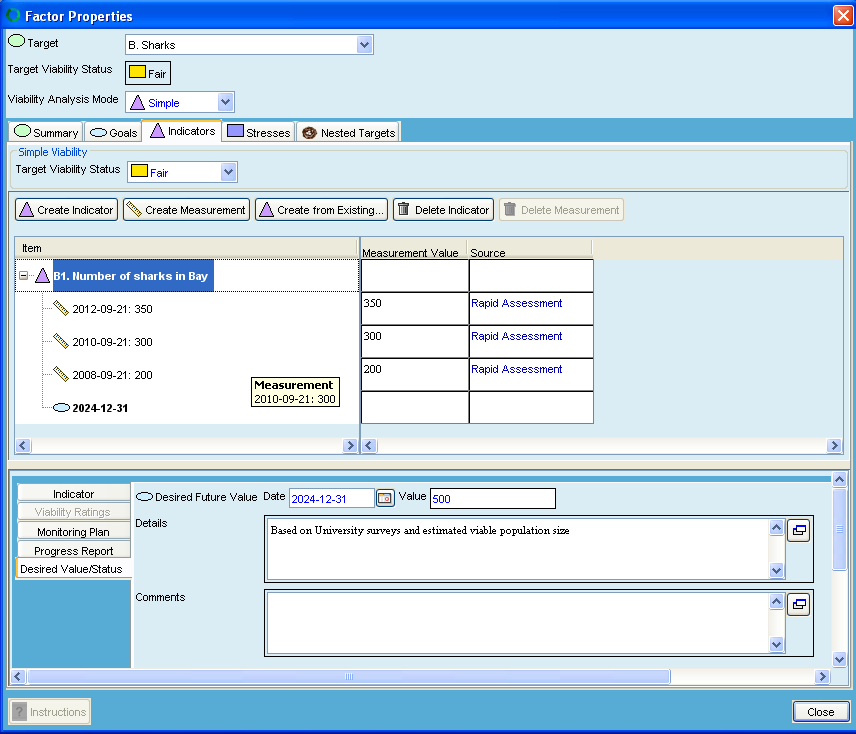 Factor Properties
Target B. Sharks
Target Viability Status Fair
Viability Analysis Mode Simple
Summary Goals Indicators Stresses Nested Targets
Simple Viability
Target Viability Status Fair
Create Indicator Create Measurement Create from Existing... Delete Indicator Delete Measurement
Item Measurement Value Source
B1. Number of sharks in Bay
2012-09-21: 350 350 Rapid Assessment
2010-09-21: 300 300 Rapid Assessment
2008-09-21: 200 200 Rapid Assessment
Measurement
2010-09-21: 300
2024-12-31
Indicator
Viability Ratings
Monitoring Plan
Progress Report
Desired Value/Status
Desired Future Value Date 2024-12-31 Value 500
Details Based on University surveys and estimated viable population size
Comments
? Instructions Close